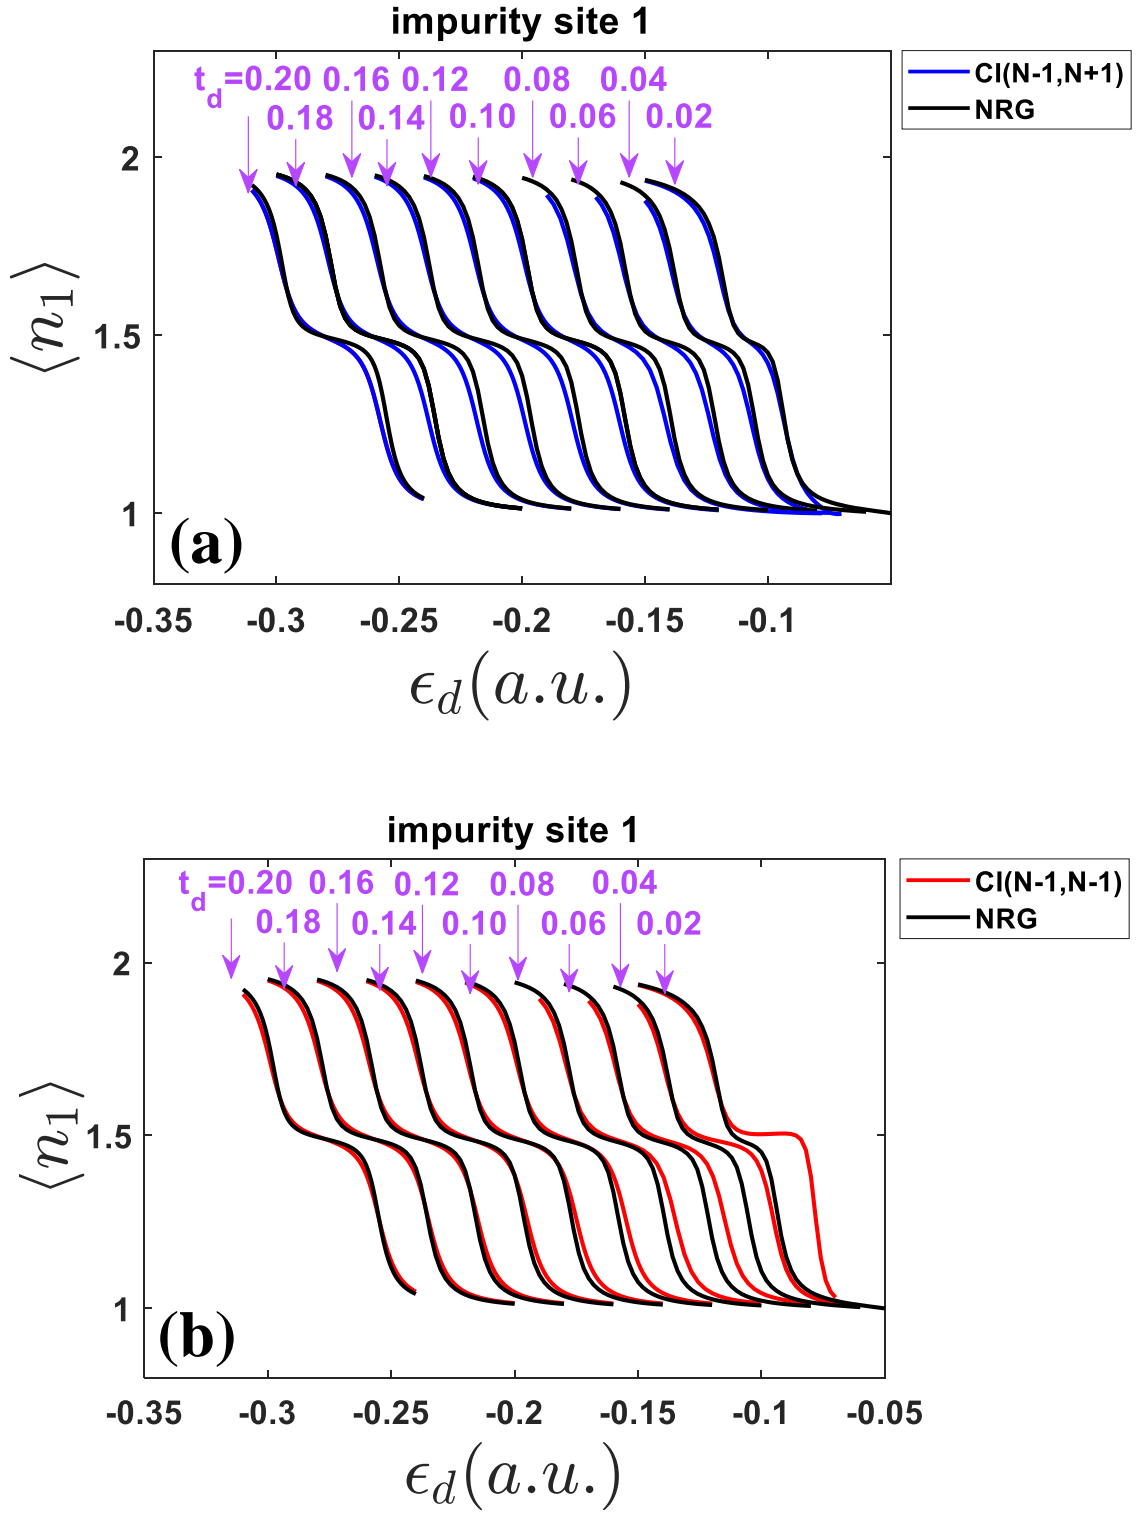 impurity site 1
t_d=0.20 0.16 0.12 0.08 0.04
0.18 0.14 0.10 0.06 0.02
CI(N-1,N+1)
NRG
2
1.5
1
⟨n₁⟩
(a)
-0.35 -0.3 -0.25 -0.2 -0.15 -0.1
ϵ_d(a.u.)
impurity site 1
t_d=0.20 0.16 0.12 0.08 0.04
0.18 0.14 0.10 0.06 0.02
CI(N-1,N-1)
NRG
2
1.5
1
⟨n₁⟩
(b)
-0.35 -0.3 -0.25 -0.2 -0.15 -0.1 -0.05
ϵ_d(a.u.)